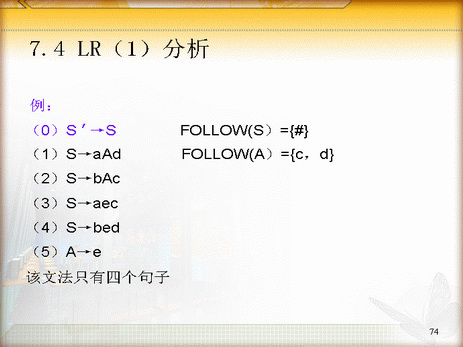 7.4 LR（1）分析
例：
（0）S′→S FOLLOW(S）={#}
（1）S→aAd FOLLOW(A）={c，d}
（2）S→bAc
（3）S→aec
（4）S→bed
（5）A→e
该文法只有四个句子
74